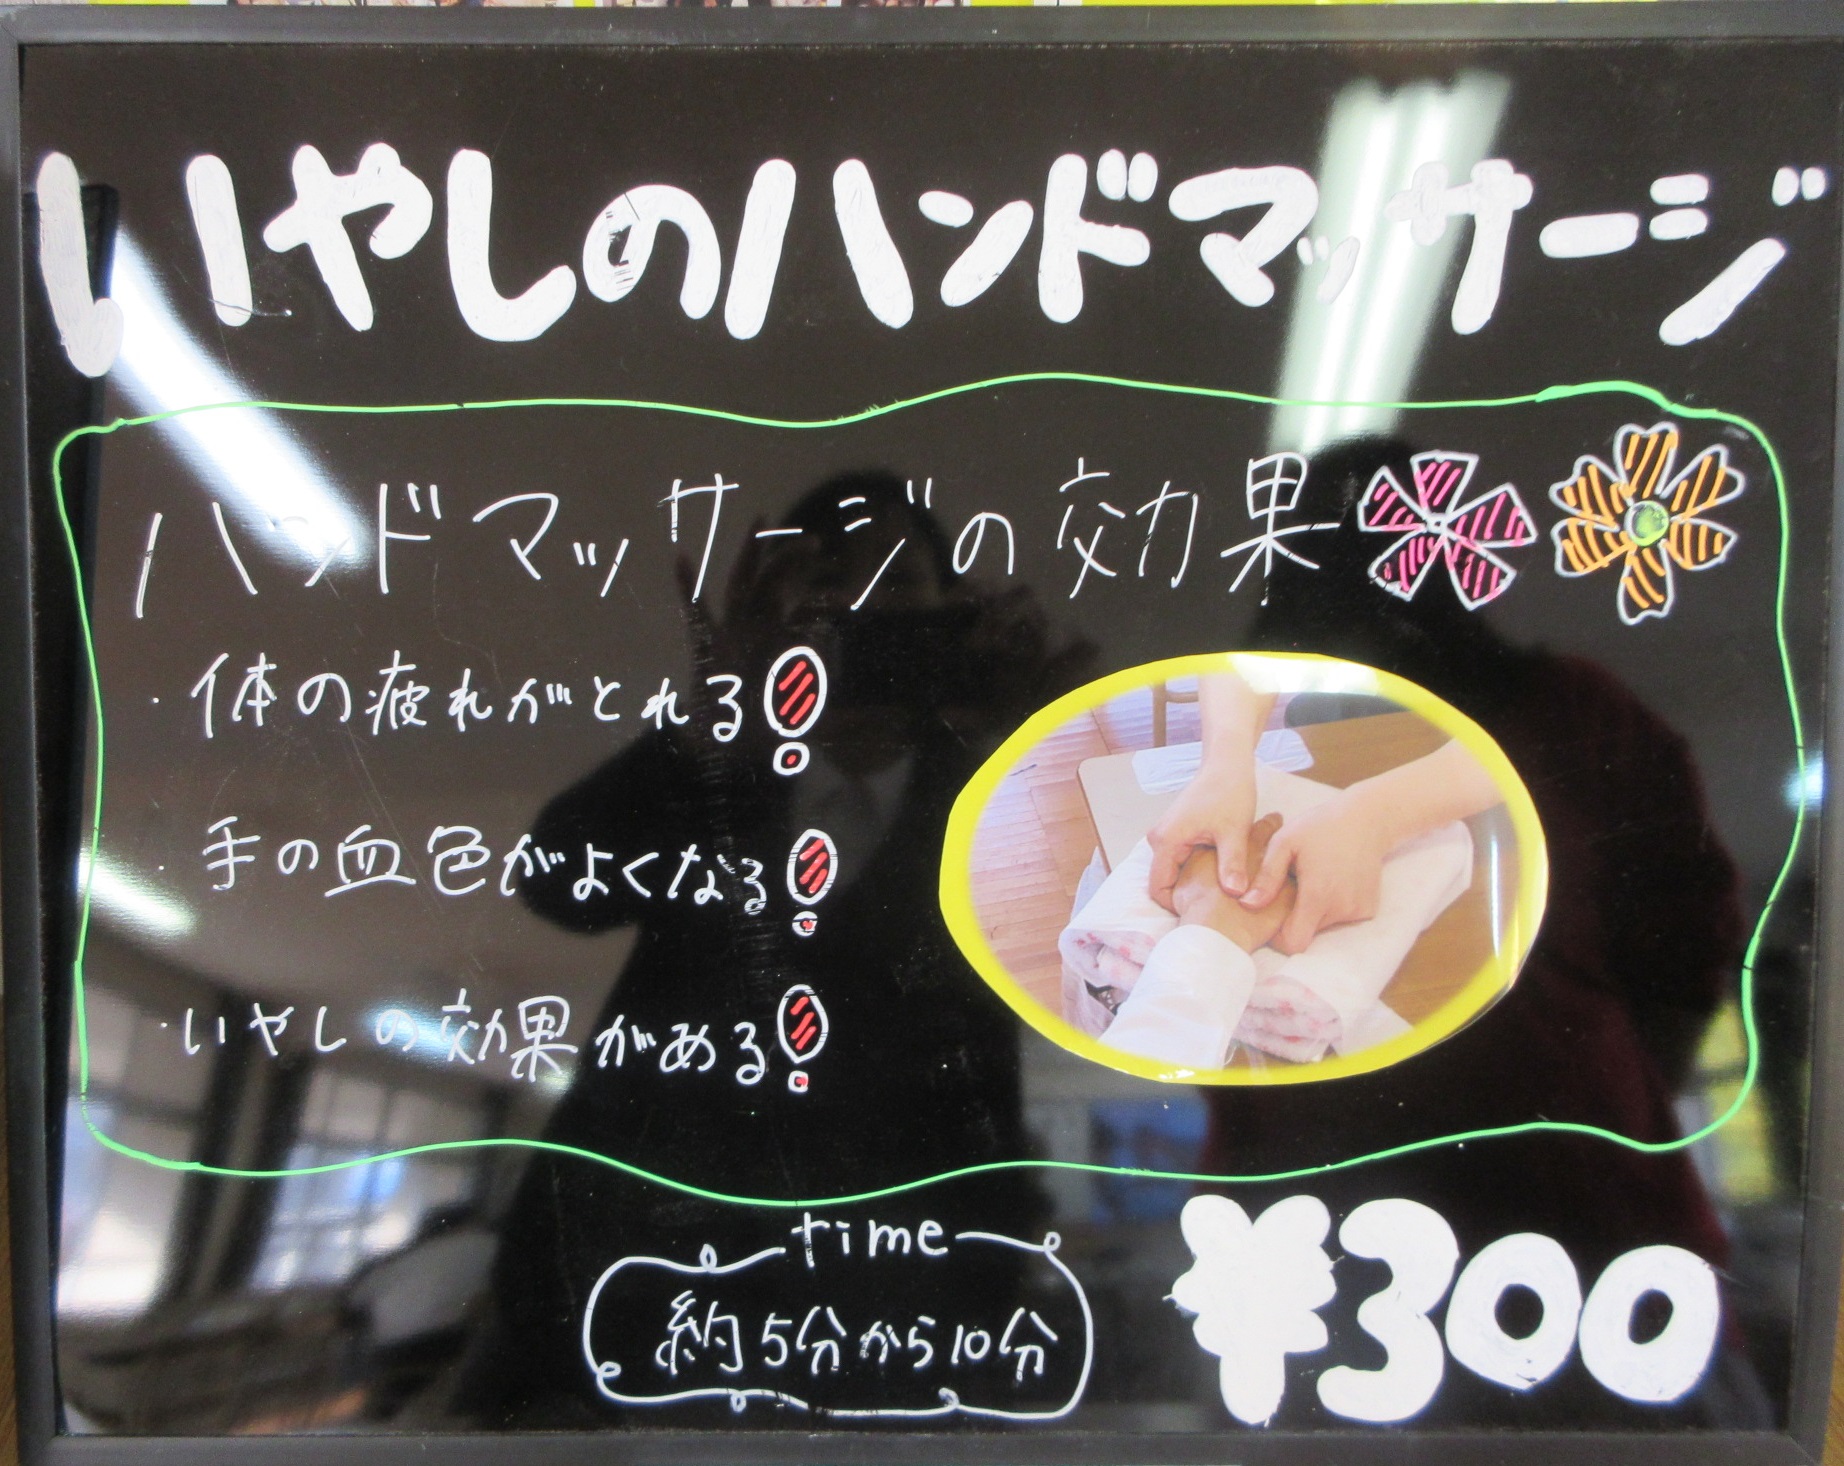 いやしのハンドマッサージ
ハンドマッサージの効果
・体の疲れがとれる!
・手の血色がよくなる!
・いやしの効果がある!
time
約5分から10分
¥300